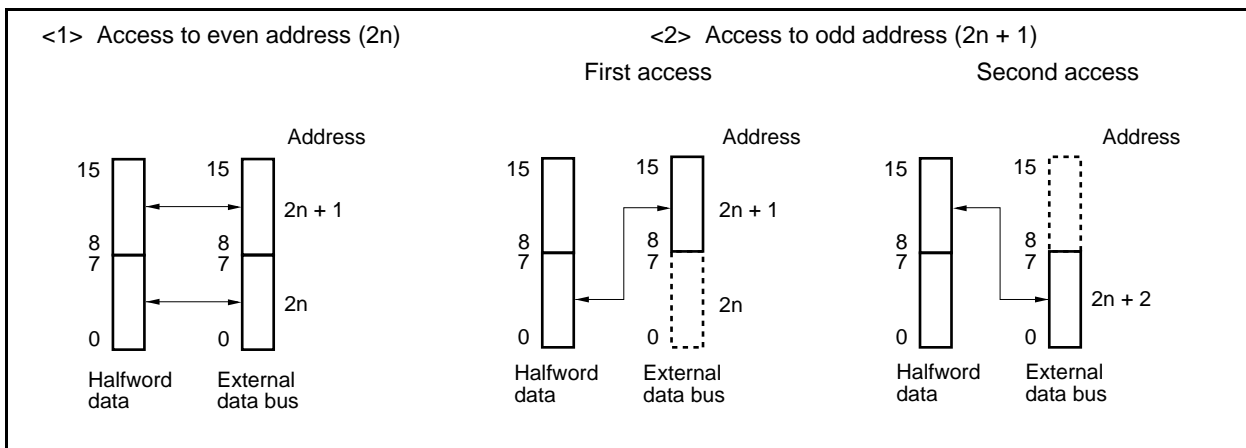 <1> Access to even address (2n)
<2> Access to odd address (2n + 1)
First access
Second access
Address
15
15
2n + 1
8
8
7
7
2n
0
0
Halfword
data
External
data bus
Address
15
15
2n + 1
8
8
7
7
2n
0
0
Halfword
data
External
data bus
Address
15
15
8
8
7
7
2n + 2
0
0
Halfword
data
External
data bus